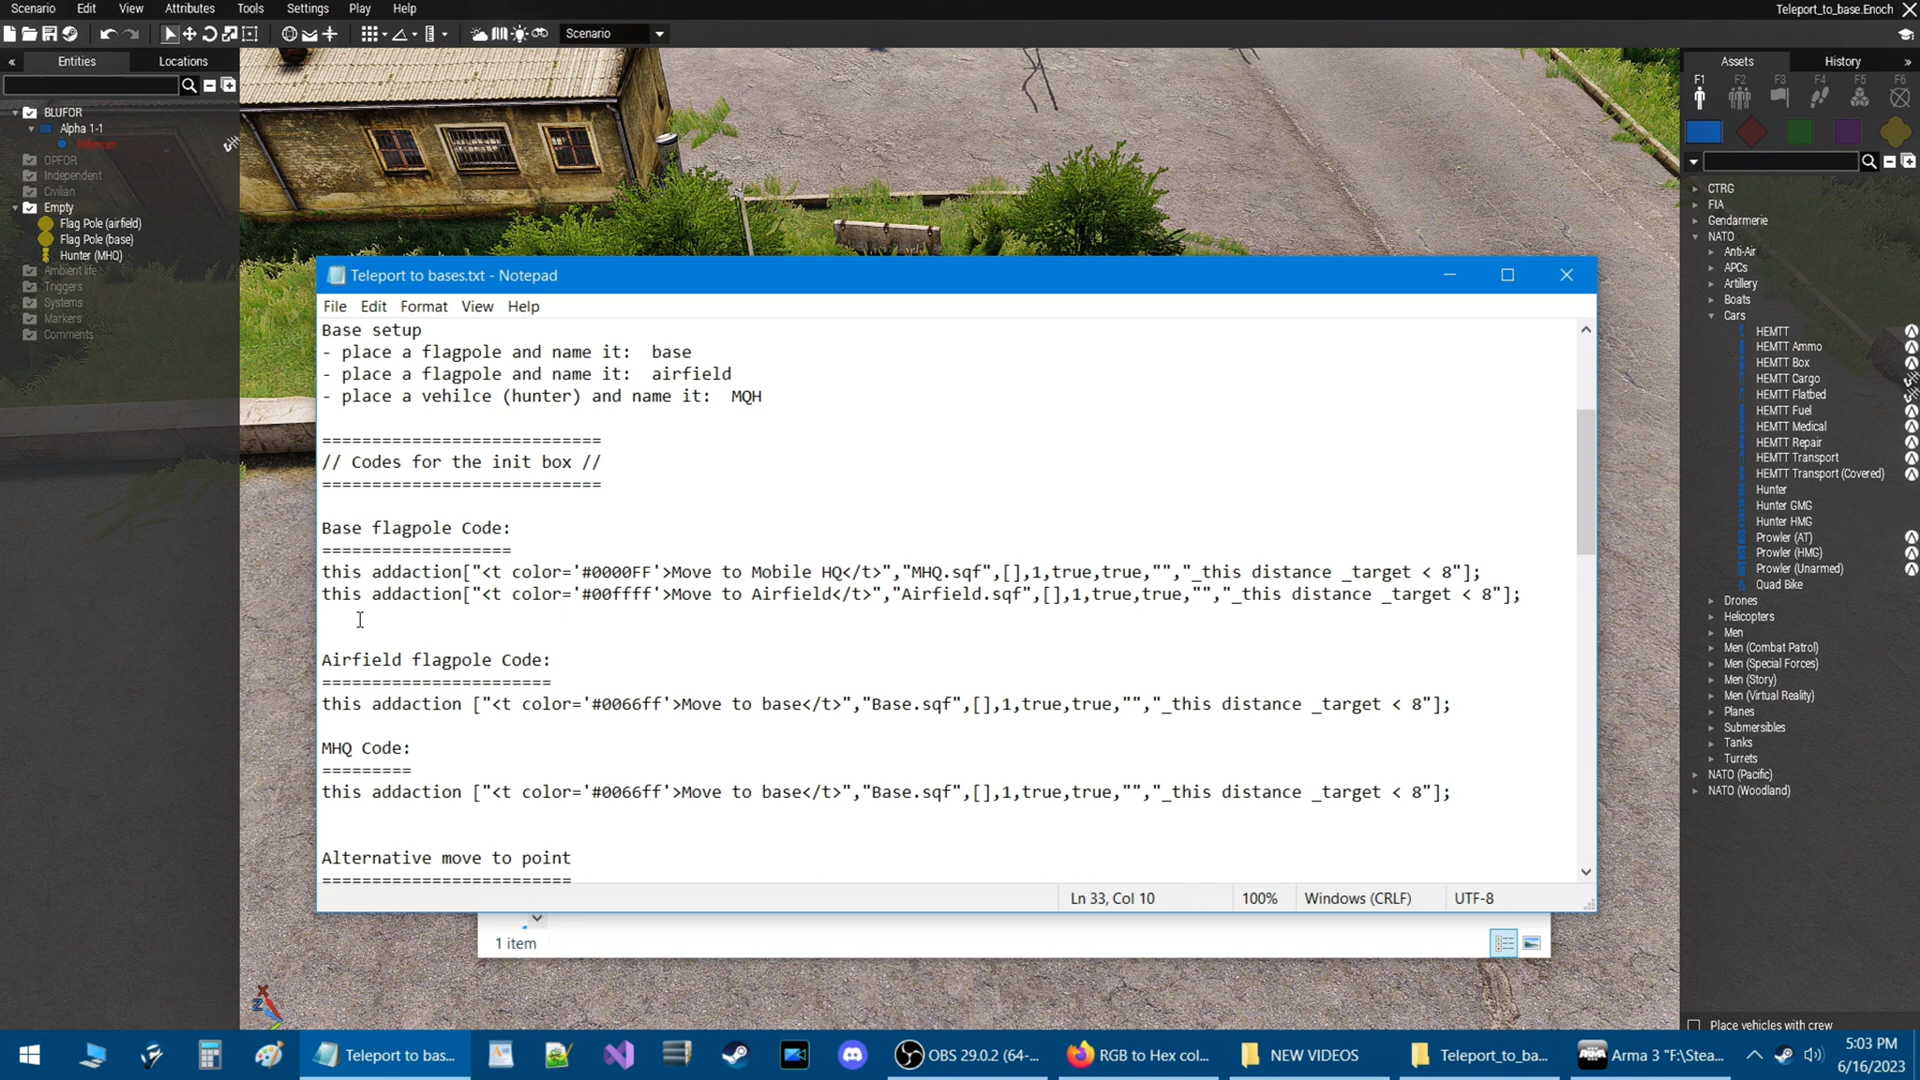 Scenario Edit View Attributes Tools Settings Play Help
Teleport_to_base.Enoch
Scenario
Entities Locations
BLUFOR
Alpha 1-1
Rifleman
OPFOR
Independent
Civilian
Empty
Flag Pole (airfield)
Flag Pole (base)
Hunter (MHQ)
Ambient life
Triggers
Systems
Markers
Comments
Teleport to bases.txt - Notepad
File Edit Format View Help
Base setup
- place a flagpole and name it:  base
- place a flagpole and name it:  airfield
- place a vehilce (hunter) and name it:  MQH
============================
// Codes for the init box //
============================
Base flagpole Code:
===================
this addaction["<t color='#0000FF'>Move to Mobile HQ</t>","MHQ.sqf",[],1,true,true,"","_this distance _target < 8"];
this addaction["<t color='#00ffff'>Move to Airfield</t>","Airfield.sqf",[],1,true,true,"","_this distance _target < 8"];
Airfield flagpole Code:
=======================
this addaction ["<t color='#0066ff'>Move to base</t>","Base.sqf",[],1,true,true,"","_this distance _target < 8"];
MHQ Code:
=========
this addaction ["<t color='#0066ff'>Move to base</t>","Base.sqf",[],1,true,true,"","_this distance _target < 8"];
Alternative move to point
=========================
Ln 33, Col 10 100% Windows (CRLF) UTF-8
1 item
Assets History
F1 F2 F3 F4 F5 F6
CTRG
FIA
Gendarmerie
NATO
Anti-Air
APCs
Artillery
Boats
Cars
HEMTT
HEMTT Ammo
HEMTT Box
HEMTT Cargo
HEMTT Flatbed
HEMTT Fuel
HEMTT Medical
HEMTT Repair
HEMTT Transport
HEMTT Transport (Covered)
Hunter
Hunter GMG
Hunter HMG
Prowler (AT)
Prowler (HMG)
Prowler (Unarmed)
Quad Bike
Drones
Helicopters
Men
Men (Combat Patrol)
Men (Special Forces)
Men (Story)
Men (Virtual Reality)
Planes
Submersibles
Tanks
Turrets
NATO (Pacific)
NATO (Woodland)
Place vehicles with crew
Teleport to bas...
OBS 29.0.2 (64-...
RGB to Hex col...
NEW VIDEOS
Teleport_to_ba...
Arma 3 "F:\Stea...
5:03 PM
6/16/2023